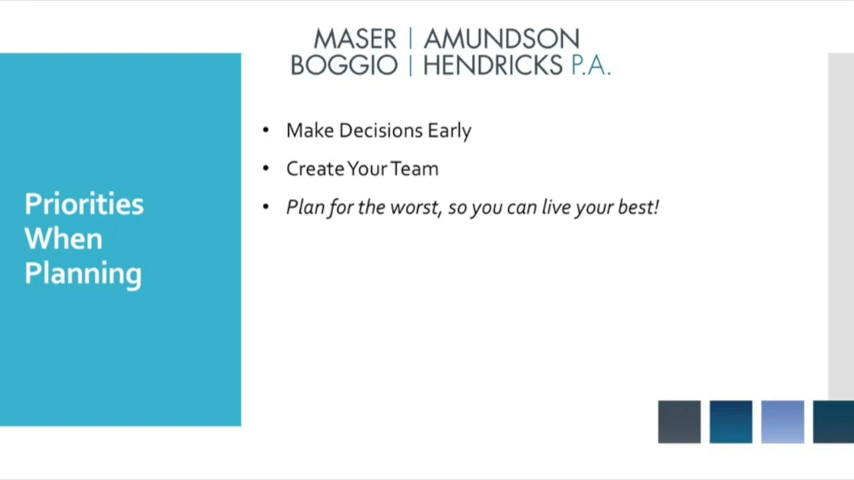 MASER | AMUNDSON
BOGGIO | HENDRICKS P.A.
Priorities
When
Planning
• Make Decisions Early
• Create Your Team
• Plan for the worst, so you can live your best!